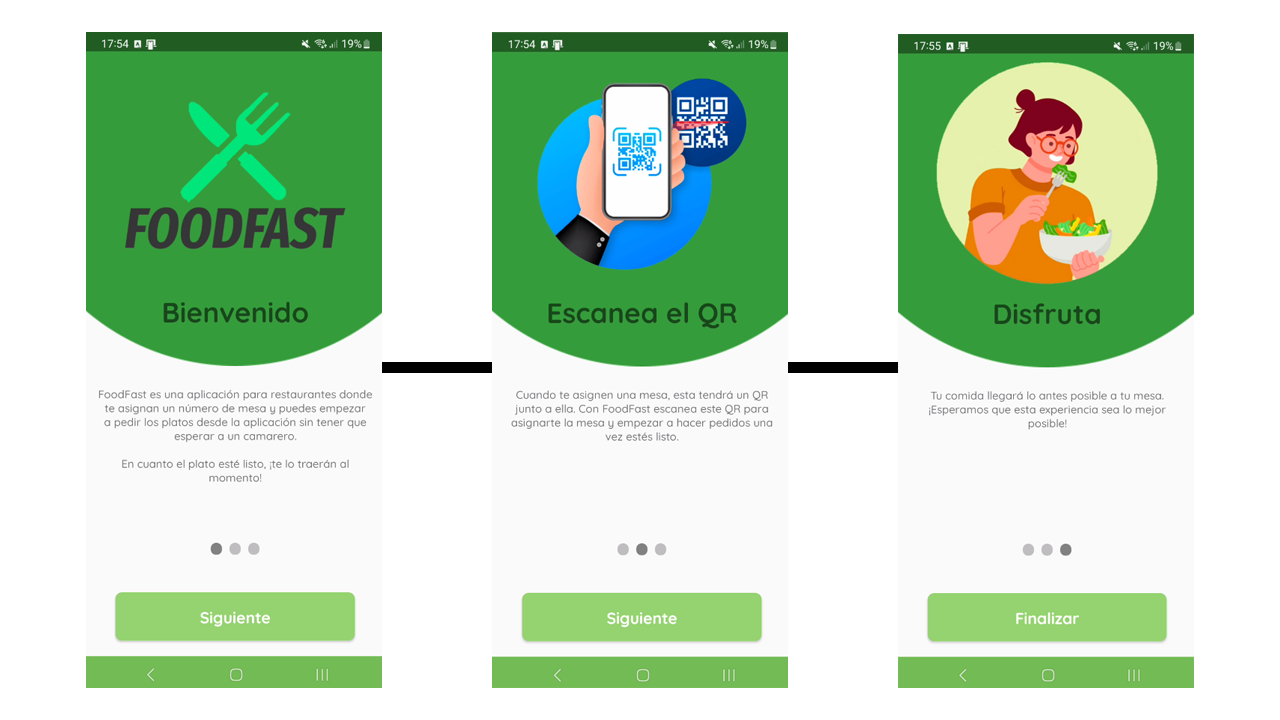 17:54
19%
FOODFAST
Bienvenido
FoodFast es una aplicación para restaurantes donde
te asignan un número de mesa y puedes empezar
a pedir los platos desde la aplicación sin tener que
esperar a un camarero.
En cuanto el plato esté listo, ¡te lo traerán al
momento!
Siguiente
17:54
19%
Escanea el QR
Cuando te asignen una mesa, esta tendrá un QR
junto a ella. Con FoodFast escanea este QR para
asignarte la mesa y empezar a hacer pedidos una
vez estés listo.
Siguiente
17:55
19%
Disfruta
Tu comida llegará lo antes posible a tu mesa.
¡Esperamos que esta experiencia sea lo mejor
posible!
Finalizar